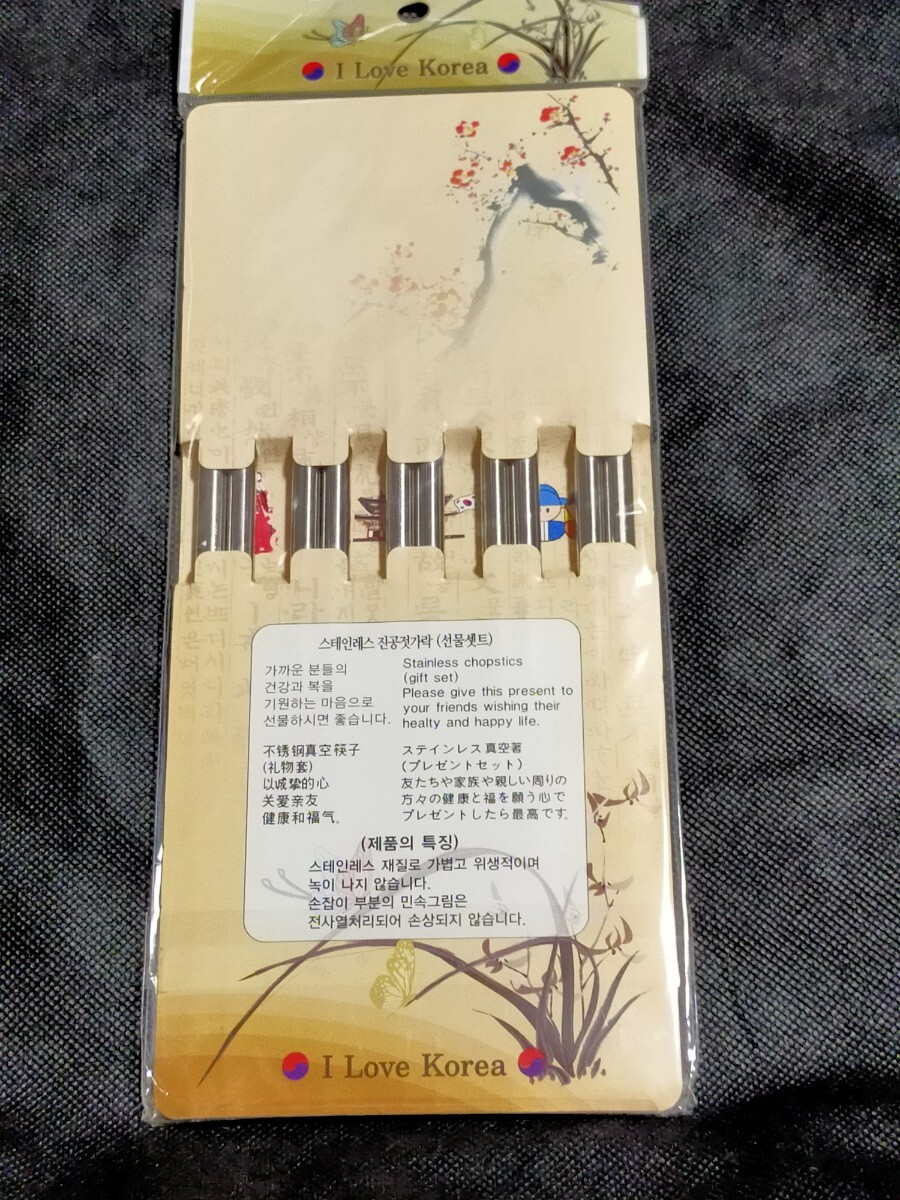 I Love Korea
스테인레스 진공젓가락 (선물셋트)
가까운 분들의
건강과 복을
기원하는 마음으로
선물하시면 좋습니다.
Stainless chopstics
(gift set)
Please give this present to
your friends wishing their
healty and happy life.
不锈钢真空筷子
(礼物套)
以诚挚的心
关爱亲友
健康和福气。
ステインレス真空著
(プレゼントセット)
友たちや家族や親しい周りの
方々の健康と福を願う心で
プレゼントしたら最高です。
(제품의 특징)
스테인레스 재질로 가볍고 위생적이며
녹이 나지 않습니다.
손잡이 부분의 민속그림은
전사열처리되어 손상되지 않습니다.
I Love Korea